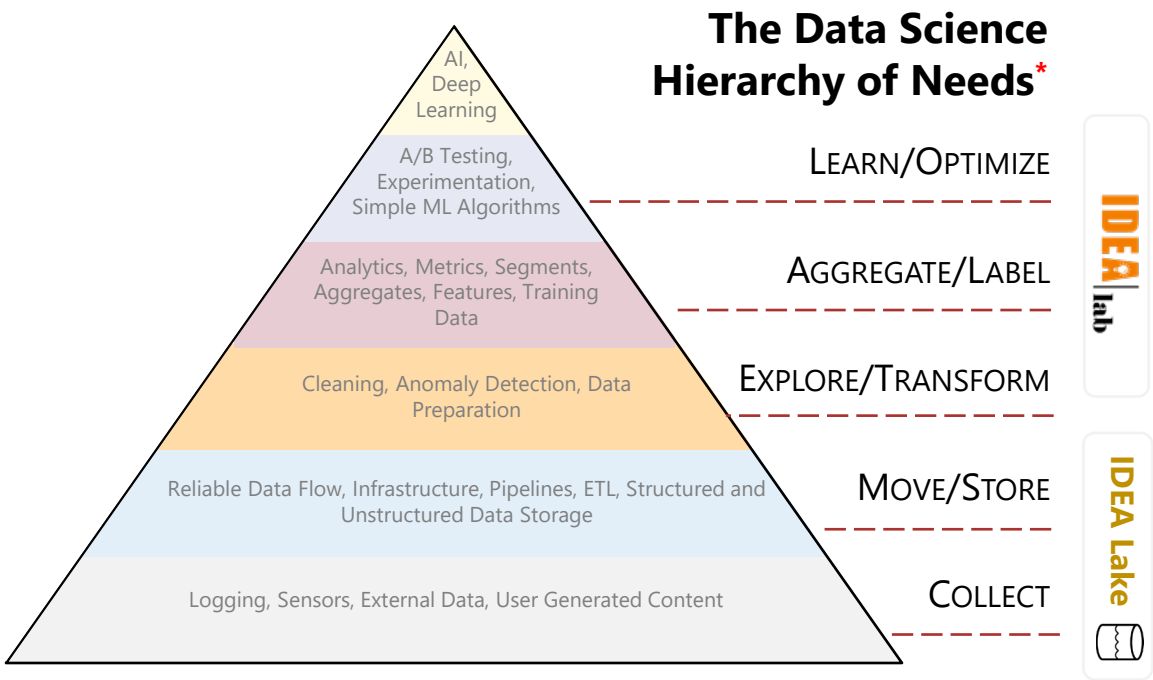 The Data Science
Hierarchy of Needs*
AI,
Deep
Learning
A/B Testing,
Experimentation,
Simple ML Algorithms
LEARN/OPTIMIZE
Analytics, Metrics, Segments,
Aggregates, Features, Training
Data
AGGREGATE/LABEL
Cleaning, Anomaly Detection, Data
Preparation
EXPLORE/TRANSFORM
Reliable Data Flow, Infrastructure, Pipelines, ETL, Structured and
Unstructured Data Storage
MOVE/STORE
Logging, Sensors, External Data, User Generated Content
COLLECT
IDEA
lab
IDEA Lake